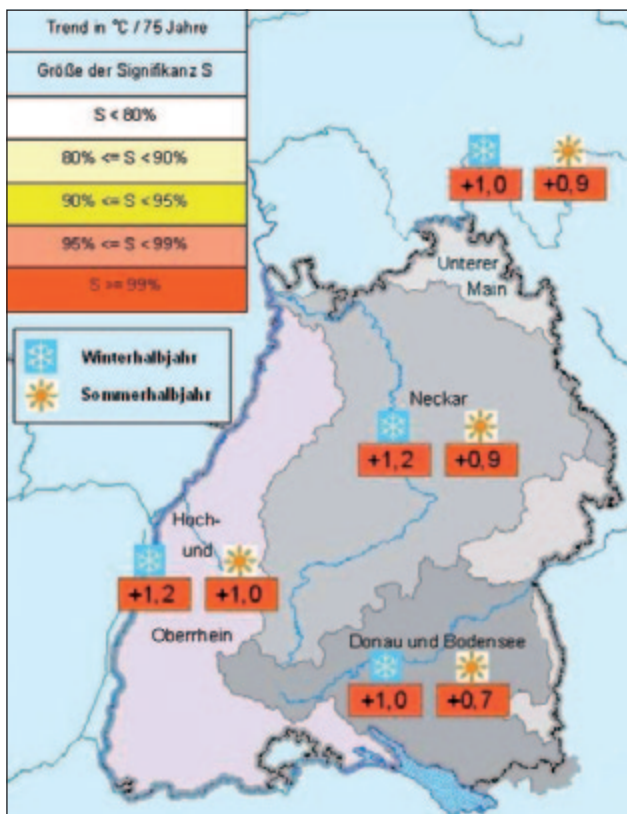 Trend in °C / 75 Jahre
Größe der Signifikanz S
S < 80%
80% <= S < 90%
90% <= S < 95%
95% <= S < 99%
S >= 99%
Winterhalbjahr
Sommerhalbjahr
+1,0 +0,9
Unterer
Main
Neckar
+1,2 +0,9
Hoch-
und
+1,2 +1,0
Oberrhein
Donau und Bodensee
+1,0 +0,7